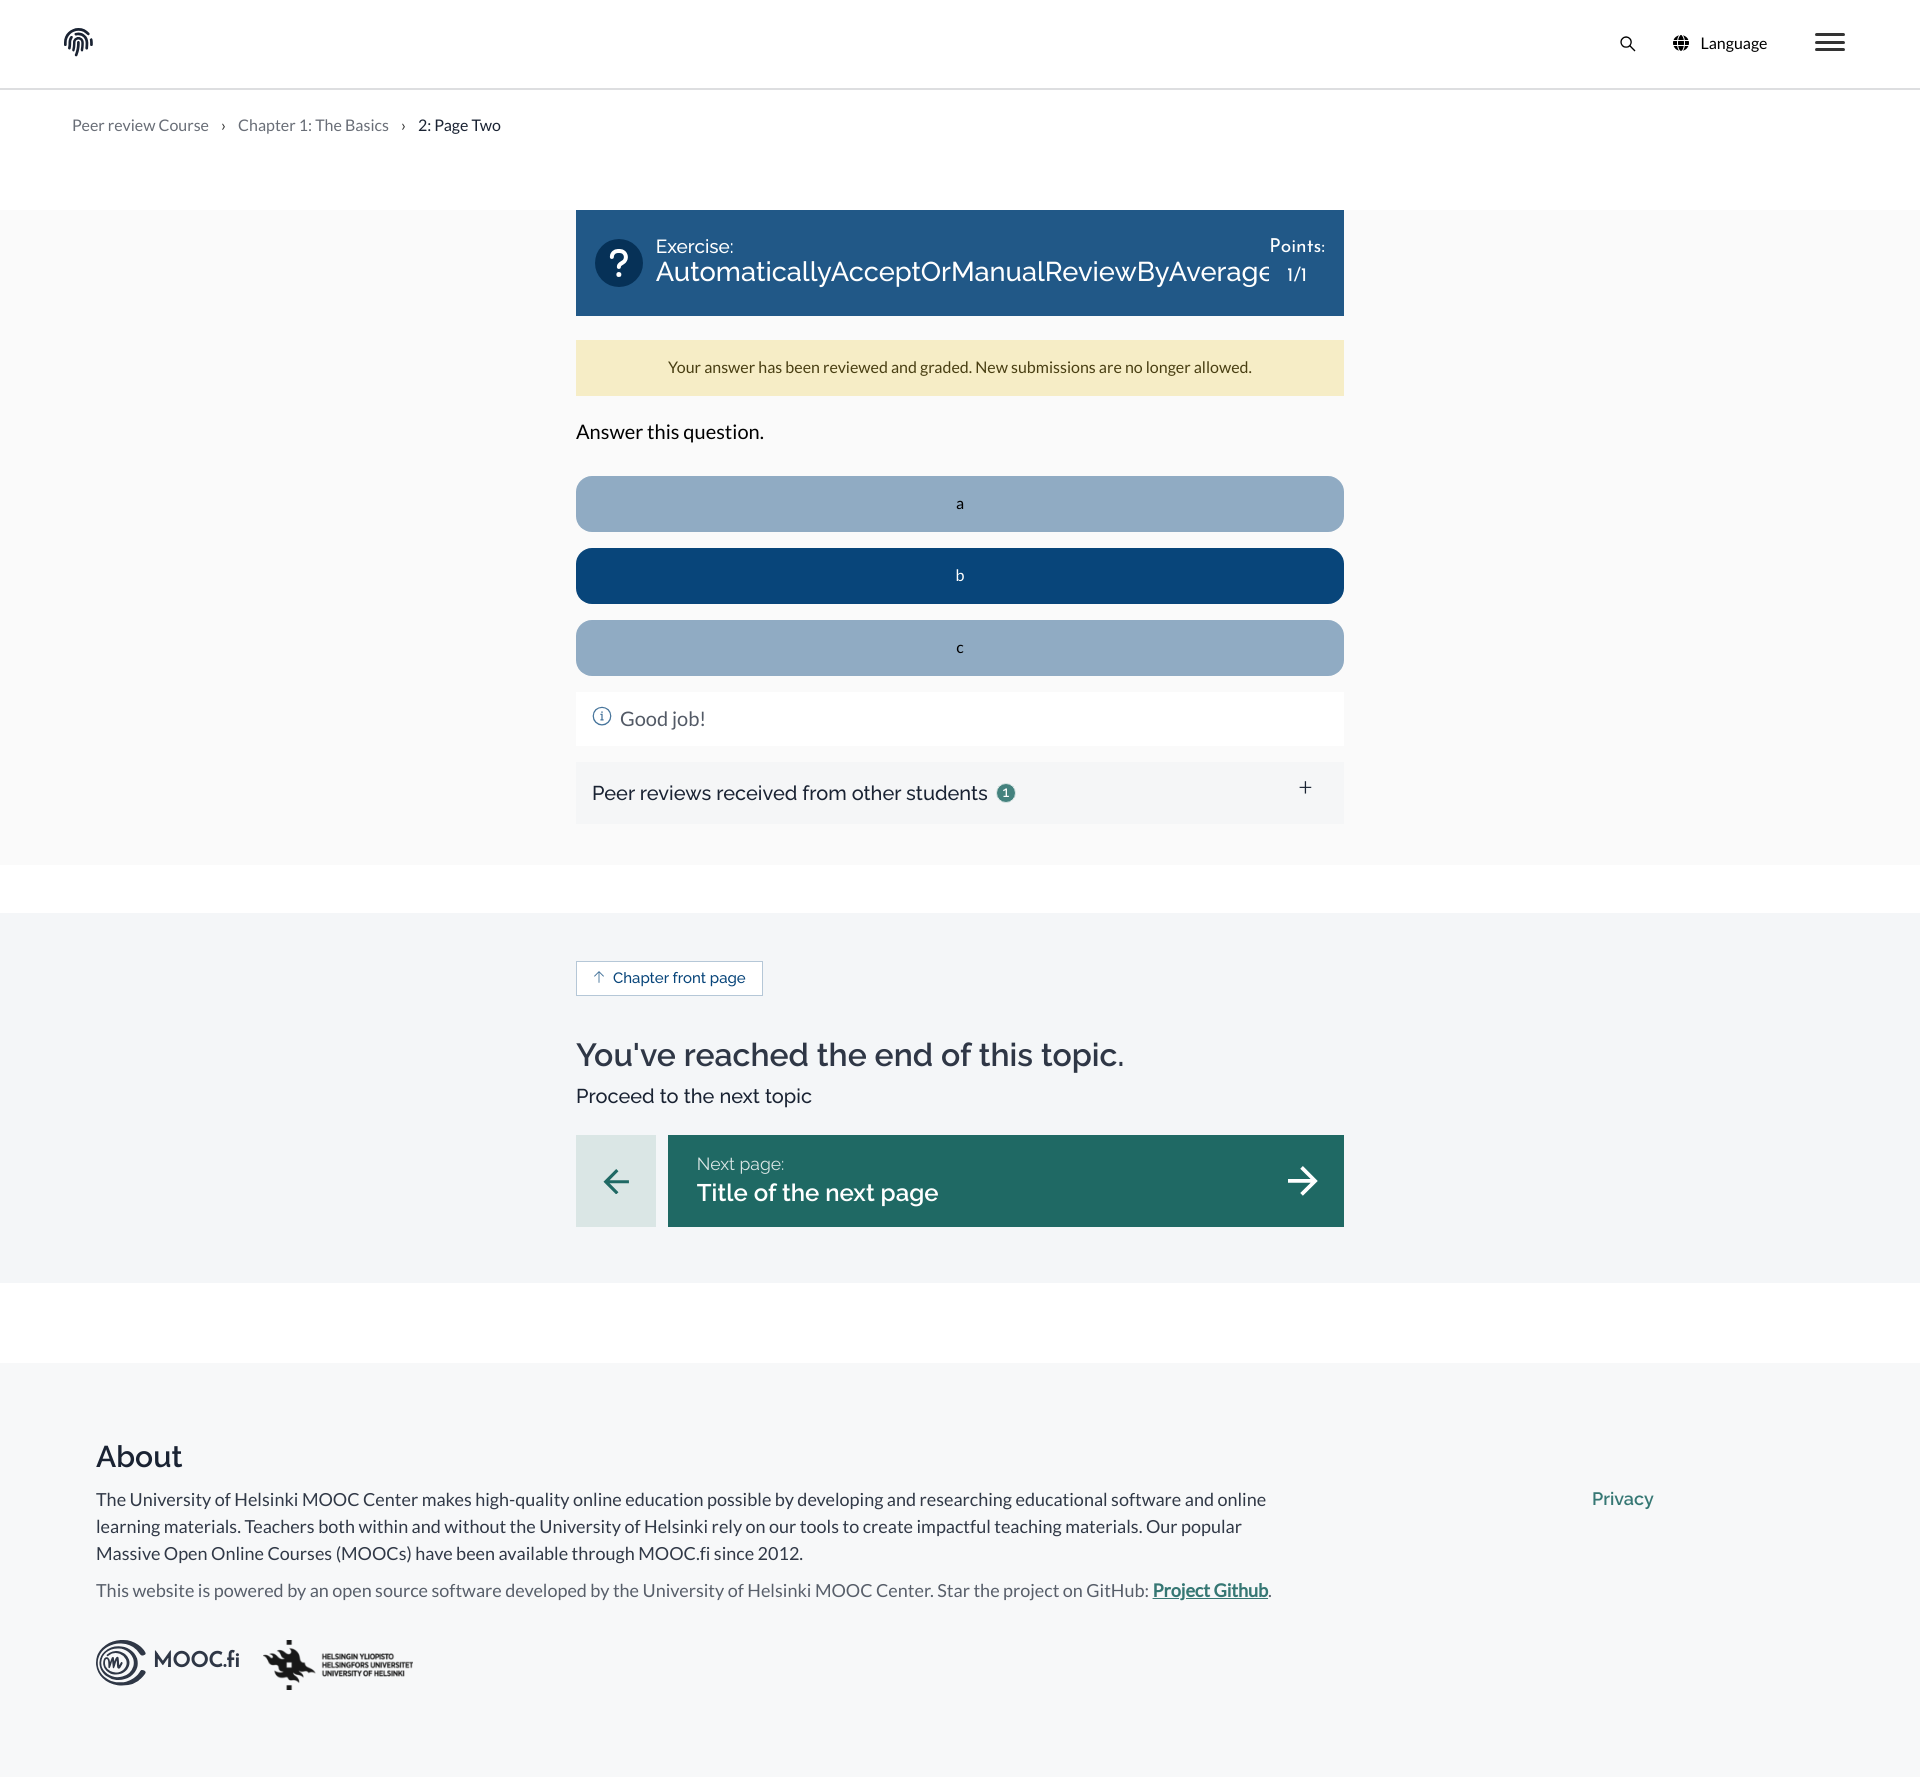 Language
Peer review Course › Chapter 1: The Basics › 2: Page Two
Exercise:
AutomaticallyAcceptOrManualReviewByAverage
Points:
1/1
Your answer has been reviewed and graded. New submissions are no longer allowed.
Answer this question.
a
b
c
Good job!
Peer reviews received from other students 1
Chapter front page
You've reached the end of this topic.
Proceed to the next topic
Next page:
Title of the next page
About
The University of Helsinki MOOC Center makes high-quality online education possible by developing and researching educational software and online
learning materials. Teachers both within and without the University of Helsinki rely on our tools to create impactful teaching materials. Our popular
Massive Open Online Courses (MOOCs) have been available through MOOC.fi since 2012.
This website is powered by an open source software developed by the University of Helsinki MOOC Center. Star the project on GitHub: Project Github.
Privacy
MOOC.fi
HELSINGIN YLIOPISTO
HELSINGFORS UNIVERSITET
UNIVERSITY OF HELSINKI